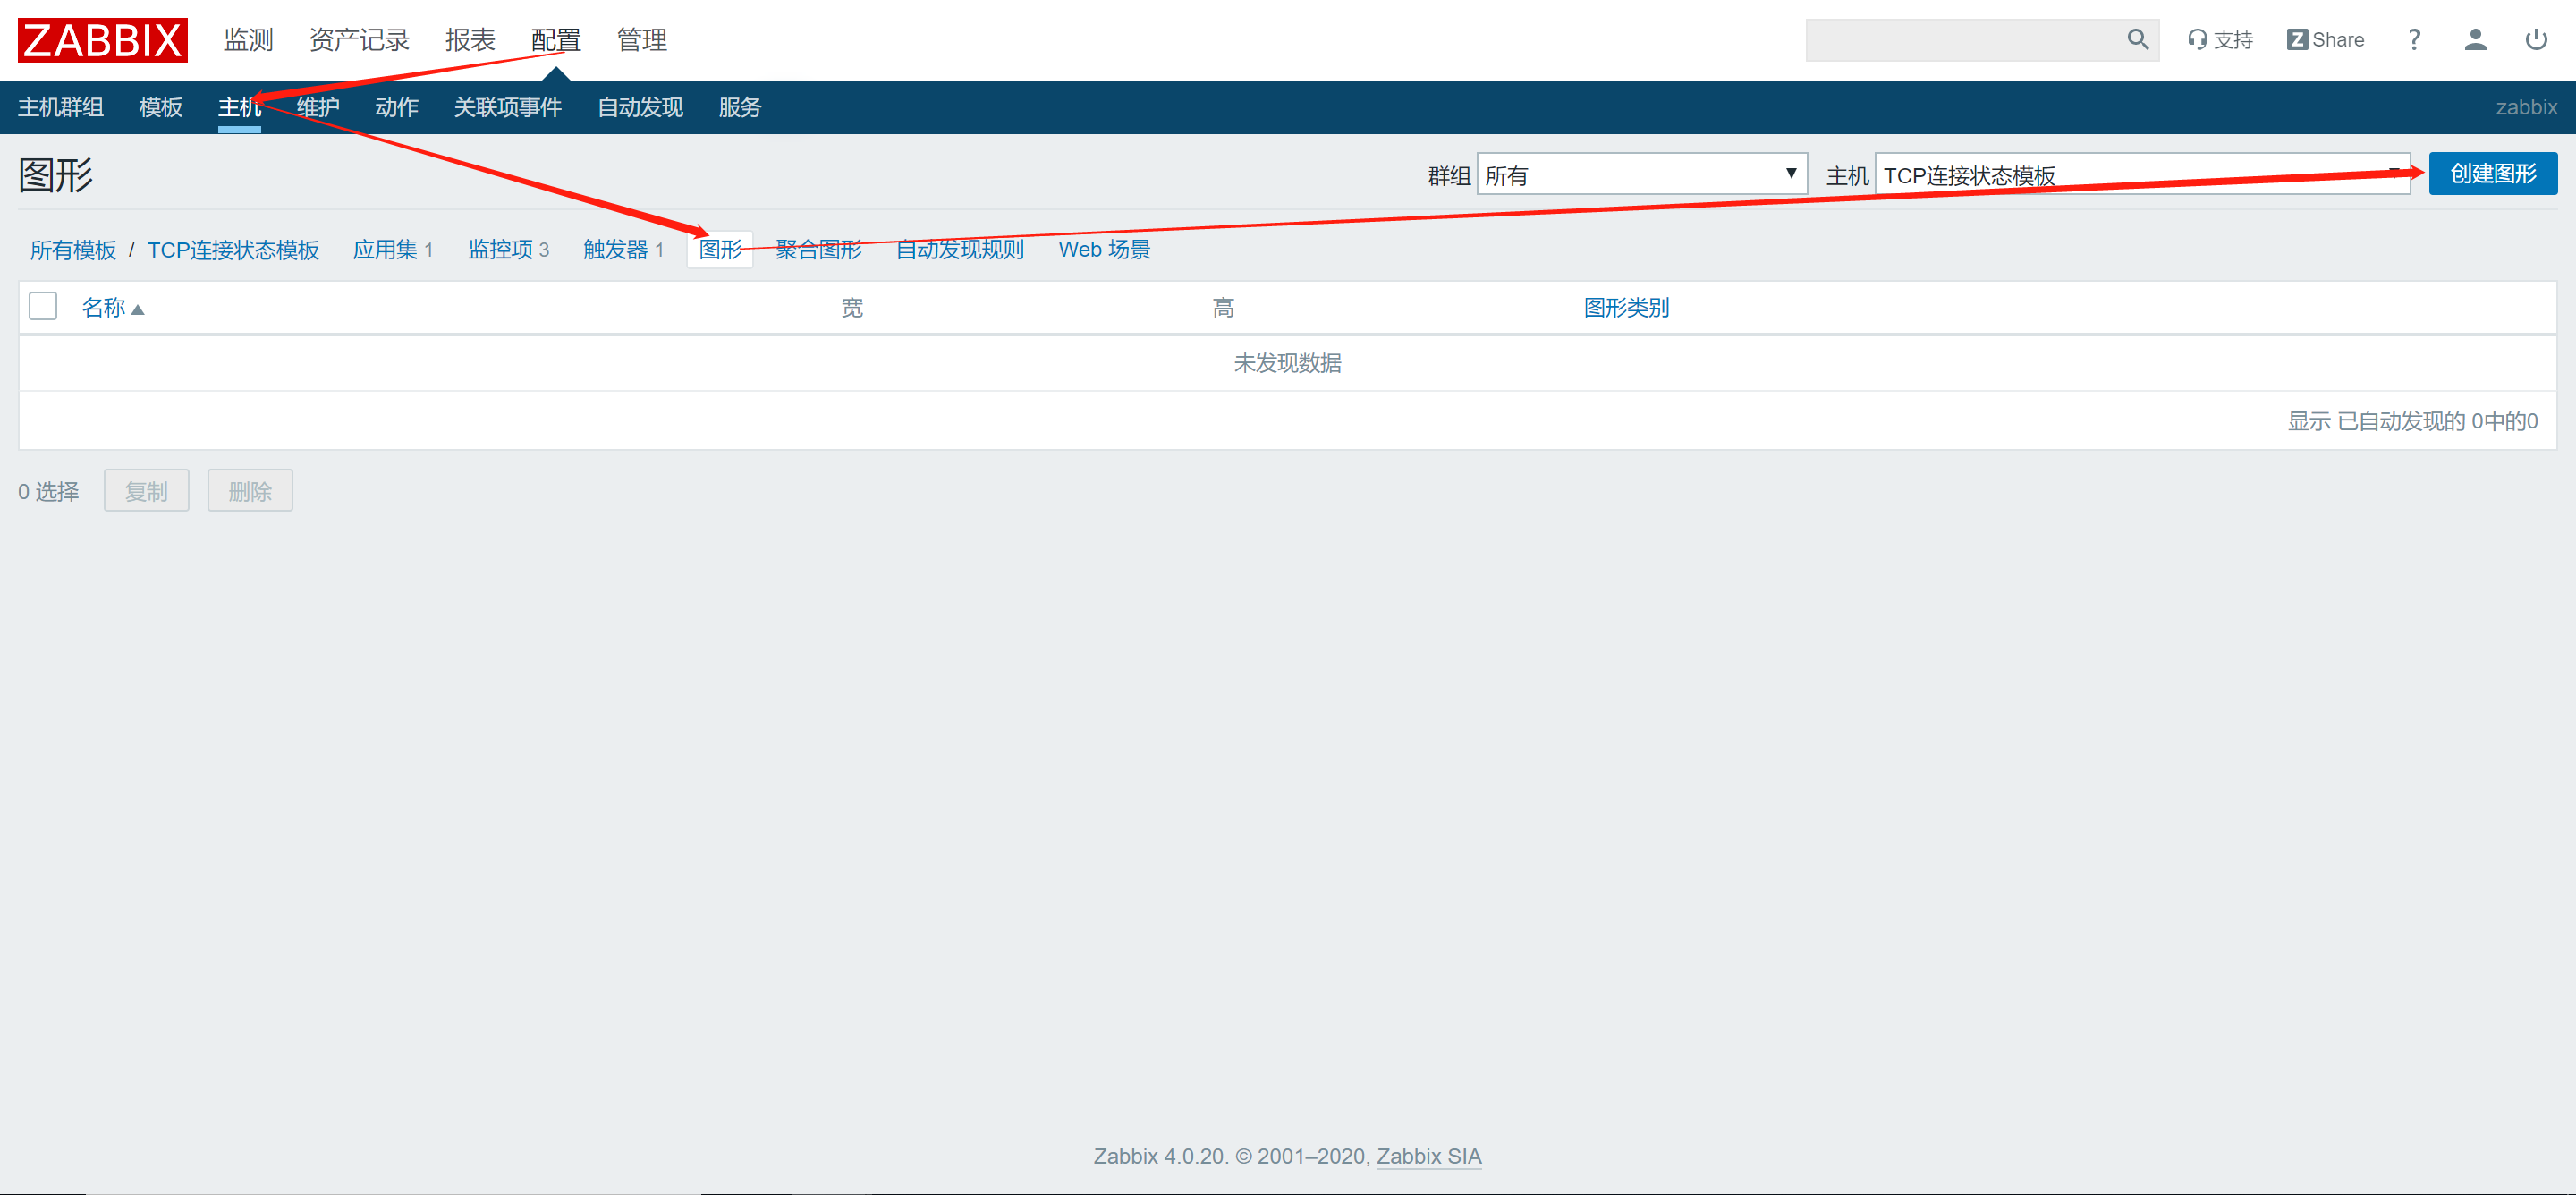 ZABBIX 监测 资产记录 报表 配置 管理 支持 Z Share ?
主机群组 模板 主机 维护 动作 关联项事件 自动发现 服务 zabbix
图形 群组 所有 主机 TCP连接状态模板 创建图形
所有模板 / TCP连接状态模板 应用集 1 监控项 3 触发器 1 图形 聚合图形 自动发现规则 Web 场景
名称 宽 高 图形类别
未发现数据
显示 已自动发现的 0中的0
0 选择 复制 删除
Zabbix 4.0.20. © 2001–2020, Zabbix SIA